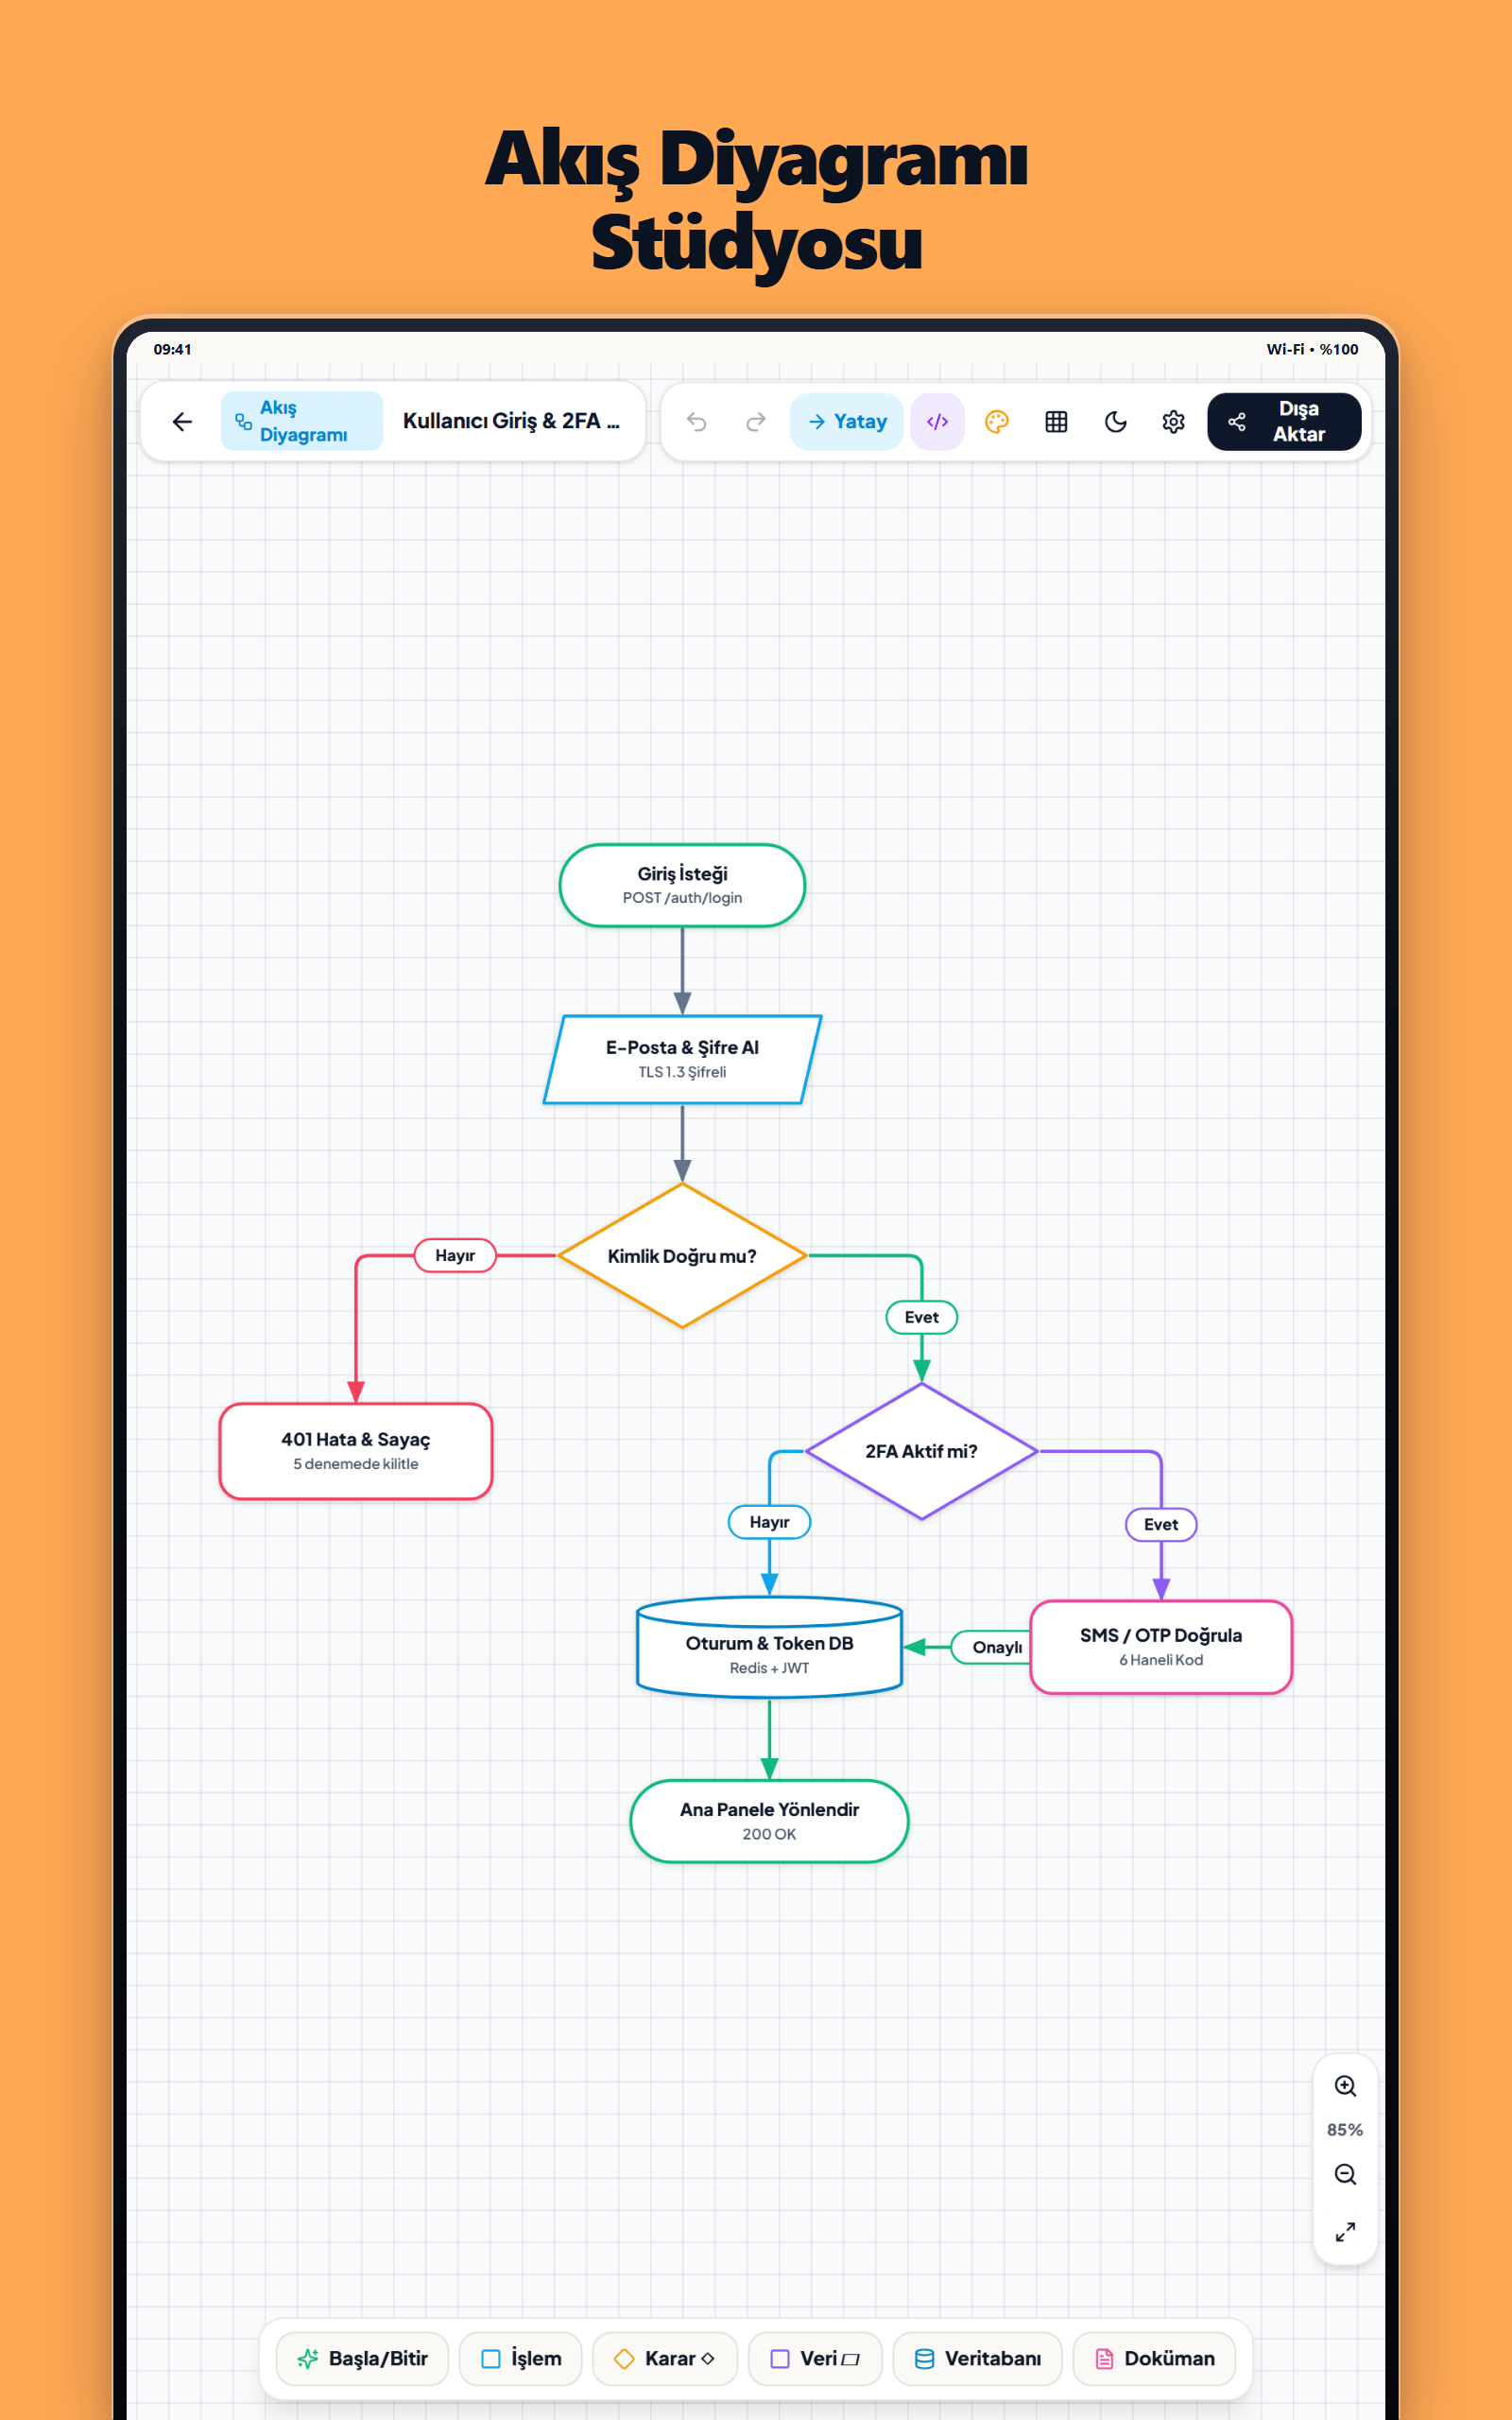 Akış Diyagramı
Stüdyosu
09:41
Wi-Fi • %100
Akış
Diyagramı
Kullanıcı Giriş & 2FA ...
Yatay
Dışa
Aktar
Giriş İsteği
POST /auth/login
E-Posta & Şifre Al
TLS 1.3 Şifreli
Kimlik Doğru mu?
Hayır
Evet
401 Hata & Sayaç
5 denemede kilitle
2FA Aktif mi?
Hayır
Evet
Oturum & Token DB
Redis + JWT
Onaylı
SMS / OTP Doğrula
6 Haneli Kod
Ana Panele Yönlendir
200 OK
85%
Başla/Bitir
İşlem
Karar ◇
Veri ▱
Veritabanı
Doküman